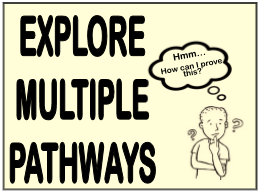 EXPLORE
MULTIPLE
PATHWAYS
Hmm...
How can I prove
this?
? ?